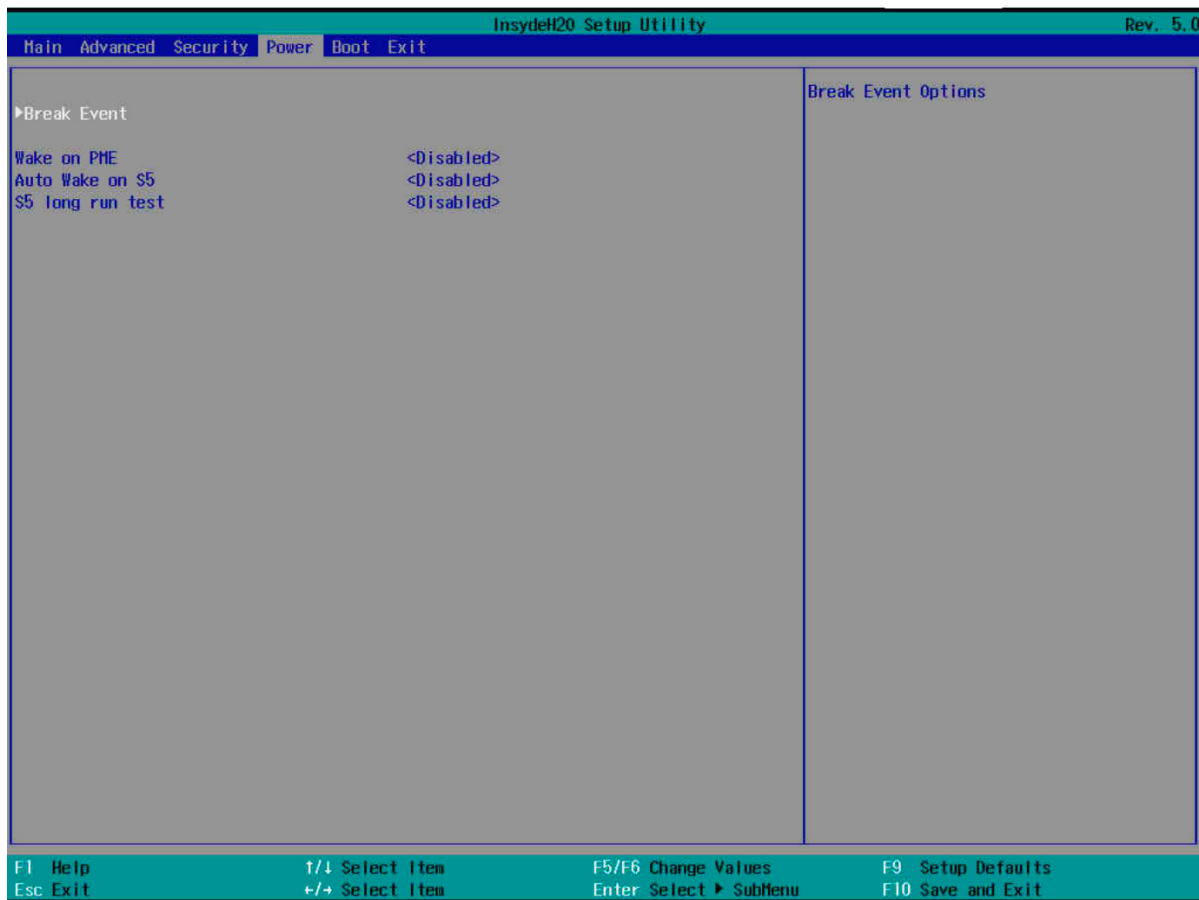 InsydeH20 Setup Utility Rev. 5.0
Main Advanced Security Power Boot Exit
Break Event Options
▶Break Event
Wake on PME <Disabled>
Auto Wake on S5 <Disabled>
S5 long run test <Disabled>
F1 Help ↑/↓ Select Item F5/F6 Change Values F9 Setup Defaults
Esc Exit ←/→ Select Item Enter Select ▶ SubMenu F10 Save and Exit